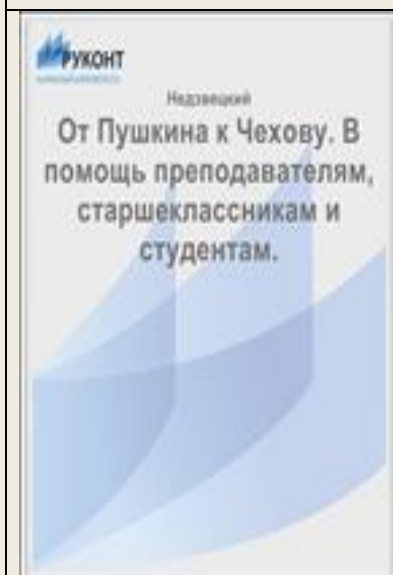 РУКОНТ
Недзвецкий
От Пушкина к Чехову. В
помощь преподавателям,
старшеклассникам и
студентам.